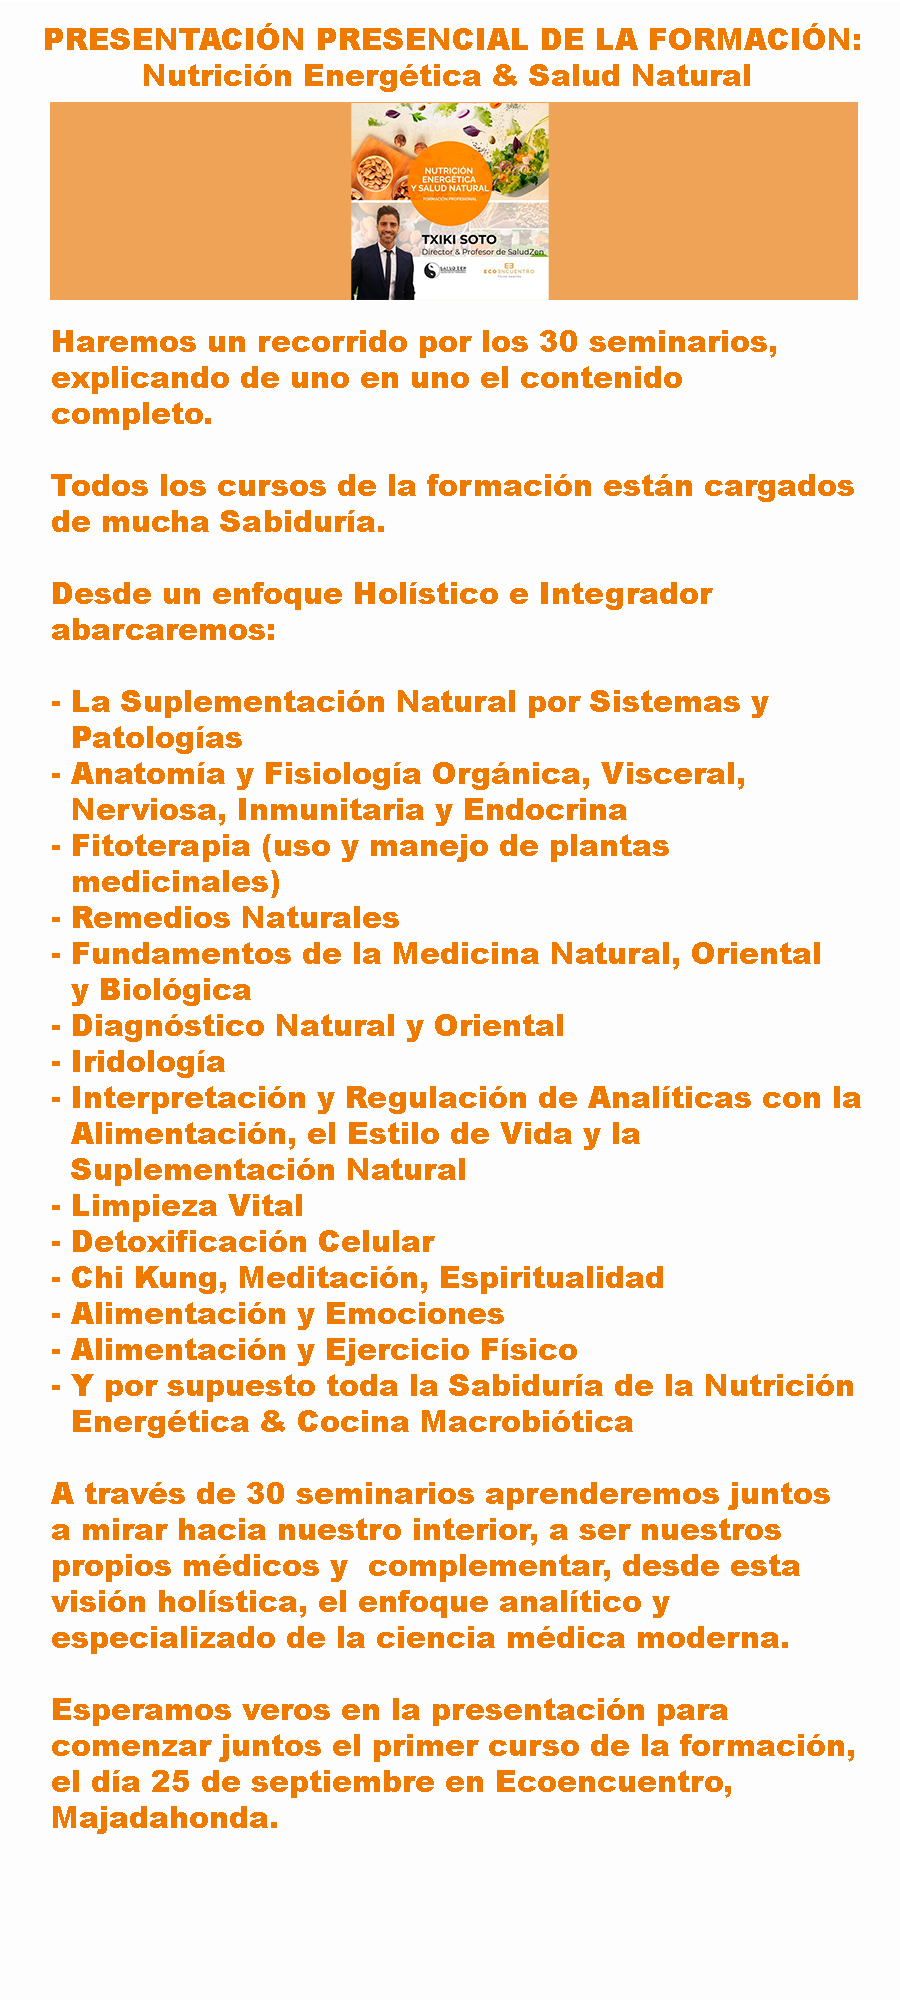 PRESENTACIÓN PRESENCIAL DE LA FORMACIÓN:
Nutrición Energética & Salud Natural
NUTRICIÓN
ENERGÉTICA
Y SALUD NATURAL
FORMACIÓN PROFESIONAL
TXIKI SOTO
Director & Profesor de SaludZen
SALUD ZEN
ECOENCUENTRO
Haremos un recorrido por los 30 seminarios,
explicando de uno en uno el contenido
completo.
Todos los cursos de la formación están cargados
de mucha Sabiduría.
Desde un enfoque Holístico e Integrador
abarcaremos:
- La Suplementación Natural por Sistemas y
Patologías
- Anatomía y Fisiología Orgánica, Visceral,
Nerviosa, Inmunitaria y Endocrina
- Fitoterapia (uso y manejo de plantas
medicinales)
- Remedios Naturales
- Fundamentos de la Medicina Natural, Oriental
y Biológica
- Diagnóstico Natural y Oriental
- Iridología
- Interpretación y Regulación de Analíticas con la
Alimentación, el Estilo de Vida y la
Suplementación Natural
- Limpieza Vital
- Detoxificación Celular
- Chi Kung, Meditación, Espiritualidad
- Alimentación y Emociones
- Alimentación y Ejercicio Físico
- Y por supuesto toda la Sabiduría de la Nutrición
Energética & Cocina Macrobiótica
A través de 30 seminarios aprenderemos juntos
a mirar hacia nuestro interior, a ser nuestros
propios médicos y  complementar, desde esta
visión holística, el enfoque analítico y
especializado de la ciencia médica moderna.
Esperamos veros en la presentación para
comenzar juntos el primer curso de la formación,
el día 25 de septiembre en Ecoencuentro,
Majadahonda.